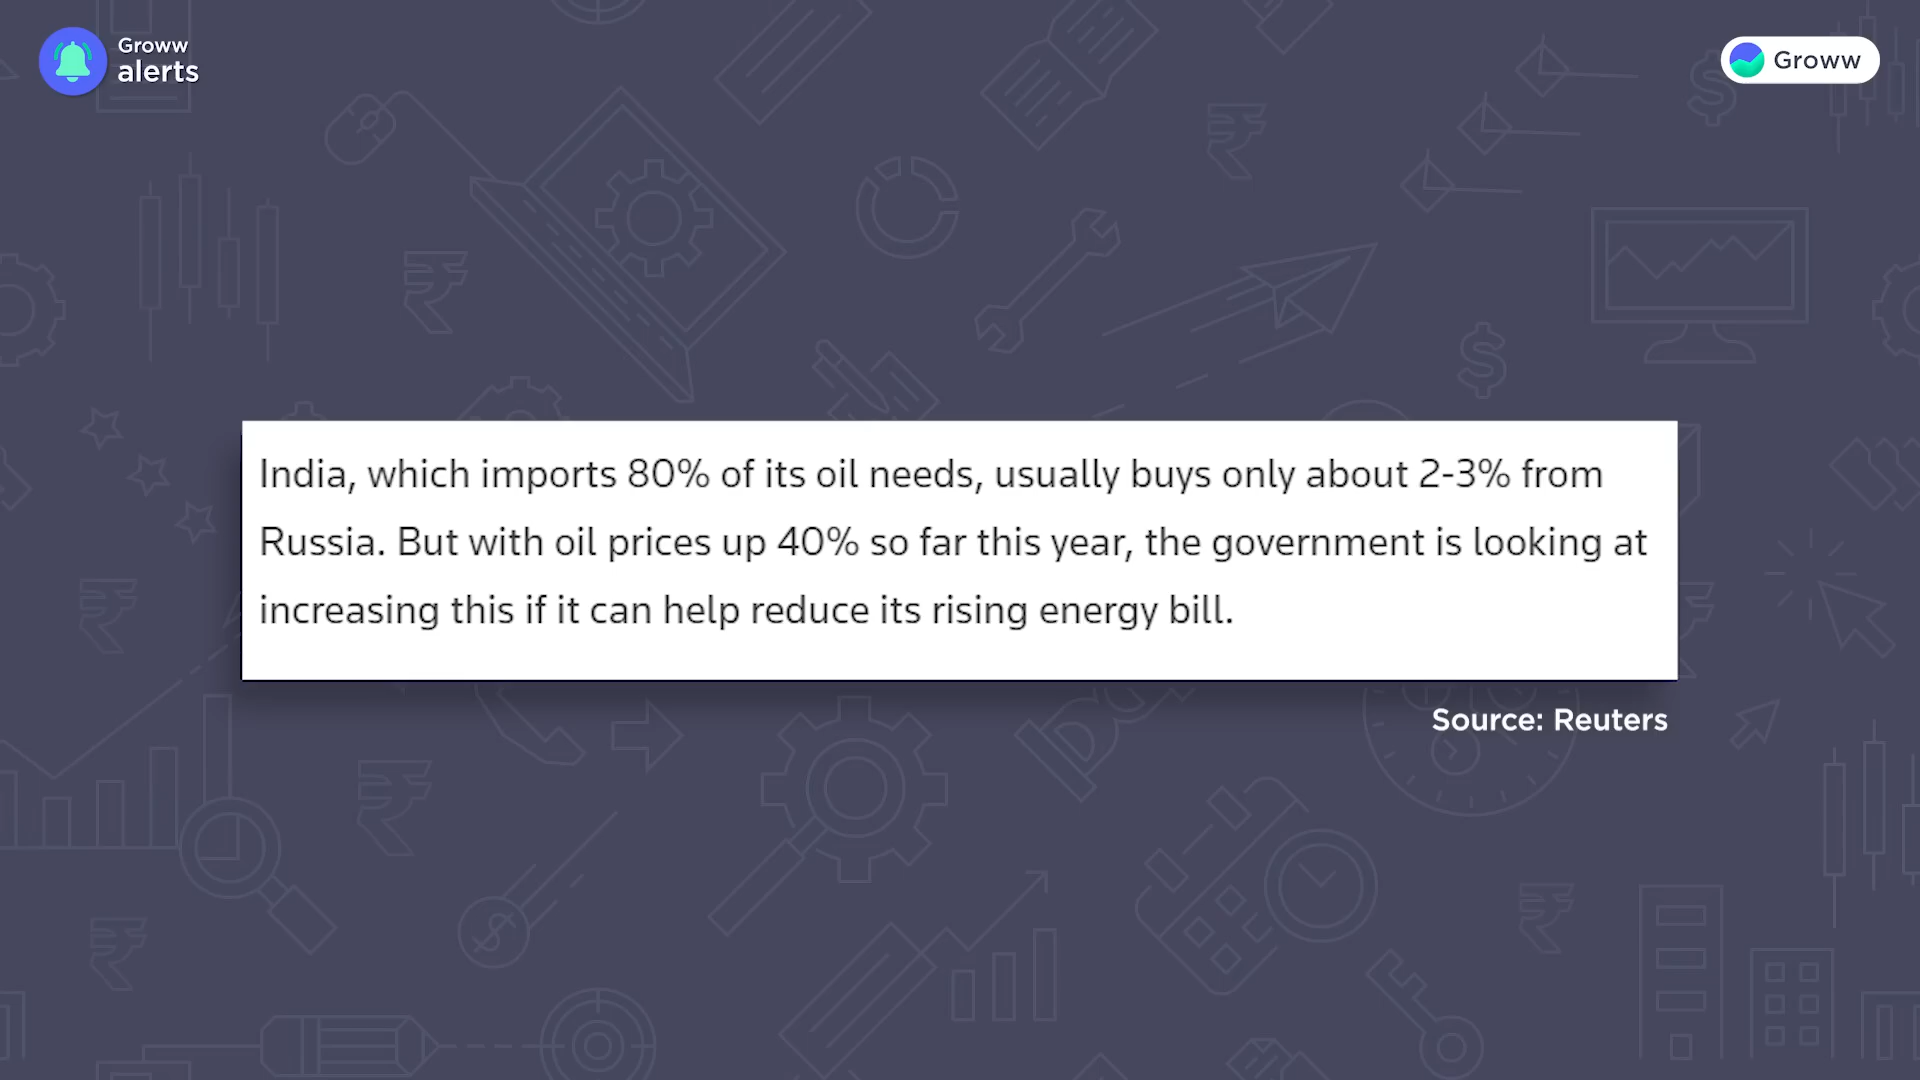 Groww
alerts
Groww
India, which imports 80% of its oil needs, usually buys only about 2-3% from
Russia. But with oil prices up 40% so far this year, the government is looking at
increasing this if it can help reduce its rising energy bill.
Source: Reuters